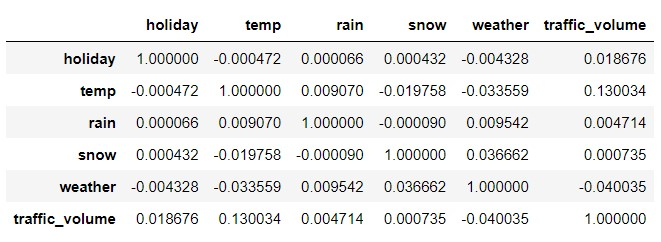 holiday temp rain snow weather traffic_volume
holiday 1.000000 -0.000472 0.000066 0.000432 -0.004328 0.018676
temp -0.000472 1.000000 0.009070 -0.019758 -0.033559 0.130034
rain 0.000066 0.009070 1.000000 -0.000090 0.009542 0.004714
snow 0.000432 -0.019758 -0.000090 1.000000 0.036662 0.000735
weather -0.004328 -0.033559 0.009542 0.036662 1.000000 -0.040035
traffic_volume 0.018676 0.130034 0.004714 0.000735 -0.040035 1.000000